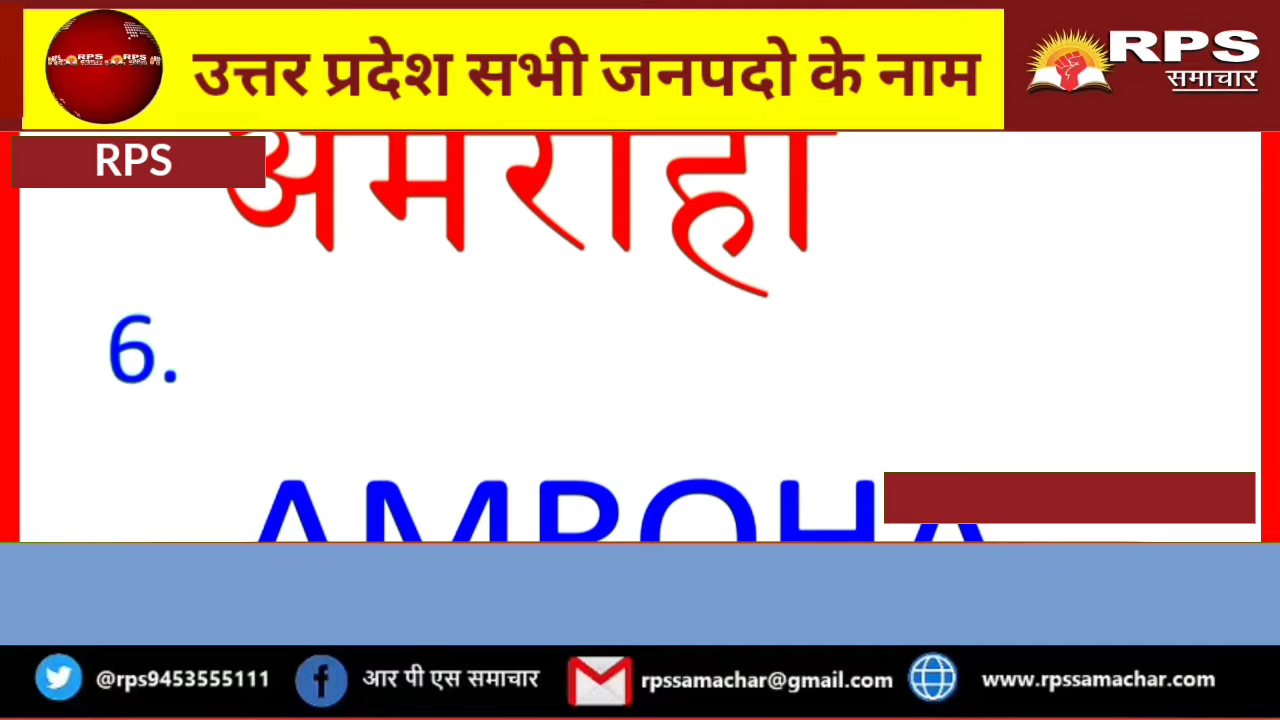 उत्तर प्रदेश सभी जनपदो के नाम
RPS
समाचार
RPS
अमरोहा
6.
AMROHA
@rps9453555111
आर पी एस समाचार
rpssamachar@gmail.com
www.rpssamachar.com